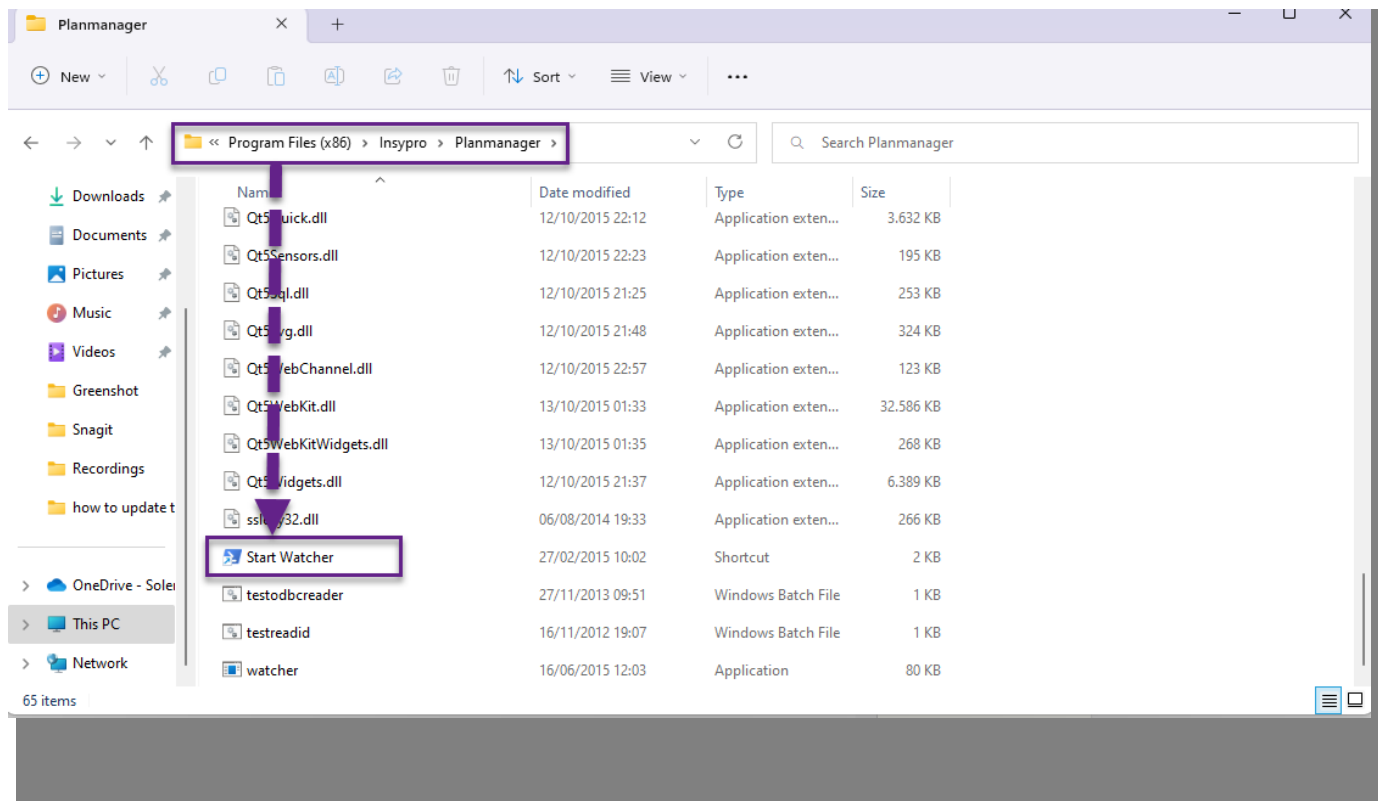 Planmanager
New
Sort
View
« Program Files (x86) > Insypro > Planmanager >
Search Planmanager
Downloads
Documents
Pictures
Music
Videos
Greenshot
Snagit
Recordings
how to update t
OneDrive - Soler
This PC
Network
Name Date modified Type Size
12/10/2015 22:12 Application exten... 3.632 KB
Qt5Sensors.dll 12/10/2015 22:23 Application exten... 195 KB
12/10/2015 21:25 Application exten... 253 KB
12/10/2015 21:48 Application exten... 324 KB
Qt5WebChannel.dll 12/10/2015 22:57 Application exten... 123 KB
Qt5WebKit.dll 13/10/2015 01:33 Application exten... 32.586 KB
Qt5WebKitWidgets.dll 13/10/2015 01:35 Application exten... 268 KB
Qt5Widgets.dll 12/10/2015 21:37 Application exten... 6.389 KB
06/08/2014 19:33 Application exten... 266 KB
Start Watcher 27/02/2015 10:02 Shortcut 2 KB
testodbcreader 27/11/2013 09:51 Windows Batch File 1 KB
testreadid 16/11/2012 19:07 Windows Batch File 1 KB
watcher 16/06/2015 12:03 Application 80 KB
65 items